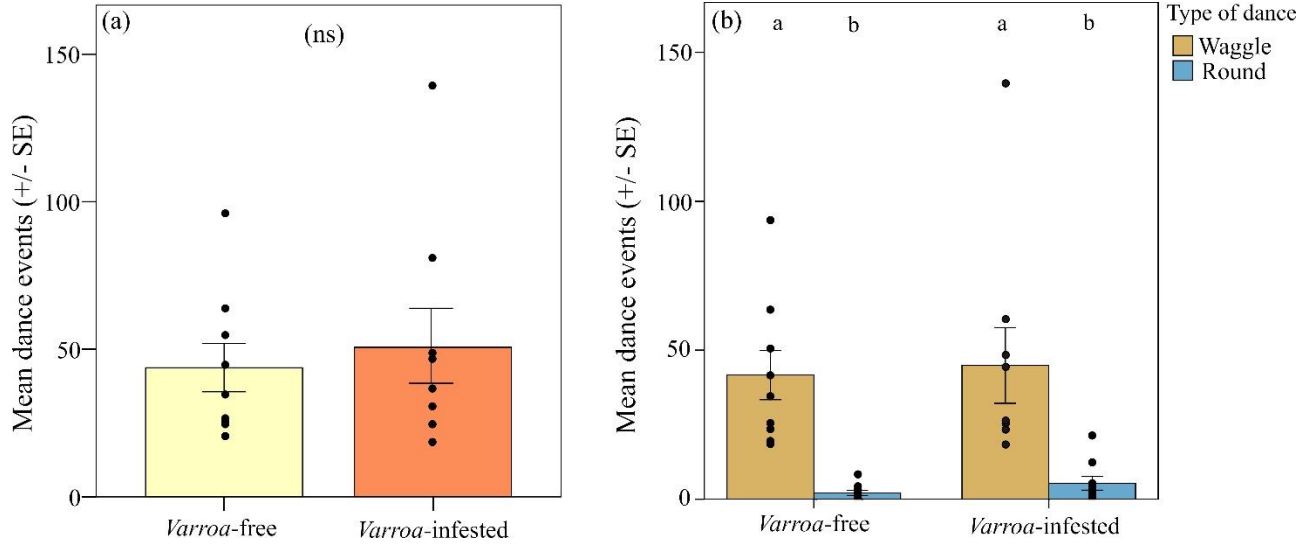 (a)
(ns)
Mean dance events (+/- SE)
150
100
50
0
Varroa-free
Varroa-infested
(b)
a
b
a
b
Mean dance events (+/- SE)
150
100
50
0
Varroa-free
Varroa-infested
Type of dance
Waggle
Round